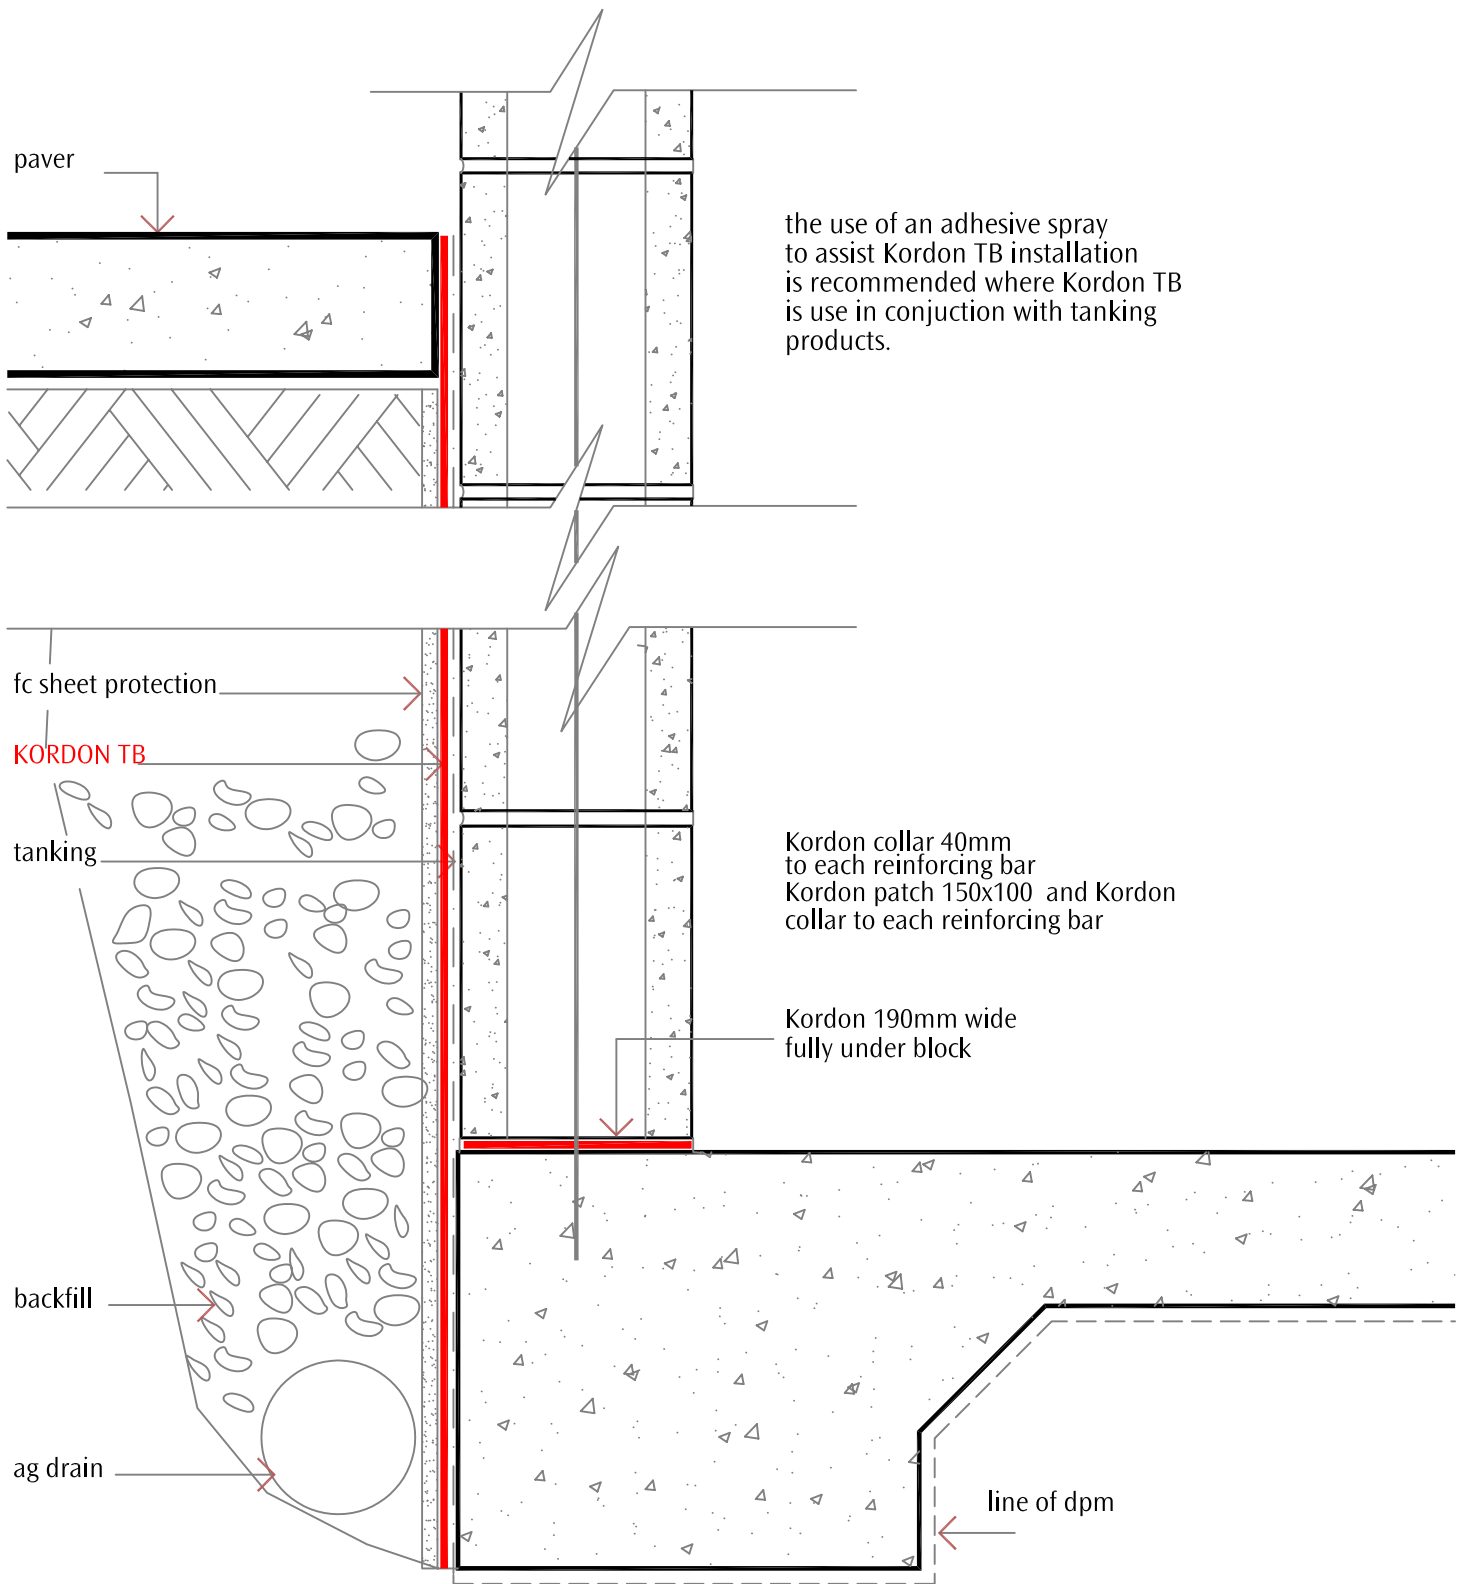 paver
the use of an adhesive spray
to assist Kordon TB installation
is recommended where Kordon TB
is use in conjuction with tanking
products.
fc sheet protection
KORDON TB
tanking
Kordon collar 40mm
to each reinforcing bar
Kordon patch 150x100 and Kordon
collar to each reinforcing bar
Kordon 190mm wide
fully under block
backfill
ag drain
line of dpm